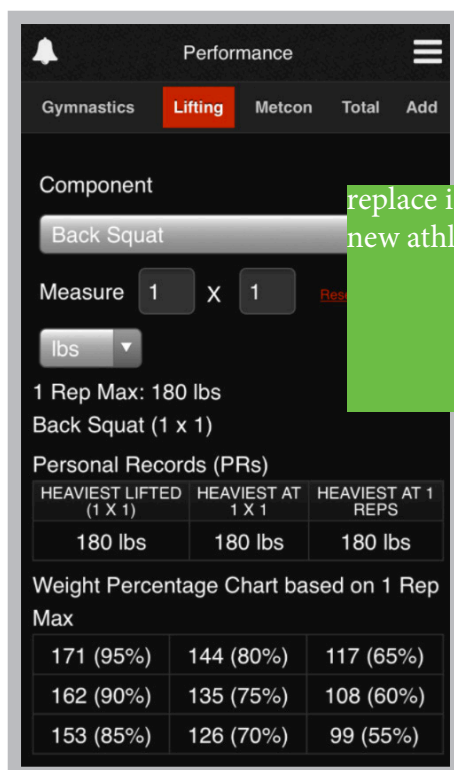 Performance
Gymnastics Lifting Metcon Total Add
Component
replace i
Back Squat
new athl
Measure 1 X 1
lbs
1 Rep Max: 180 lbs
Back Squat (1 x 1)
Personal Records (PRs)
HEAVIEST LIFTED (1 X 1) HEAVIEST AT 1 X 1 HEAVIEST AT 1 REPS
180 lbs 180 lbs 180 lbs
Weight Percentage Chart based on 1 Rep
Max
171 (95%) 144 (80%) 117 (65%)
162 (90%) 135 (75%) 108 (60%)
153 (85%) 126 (70%) 99 (55%)